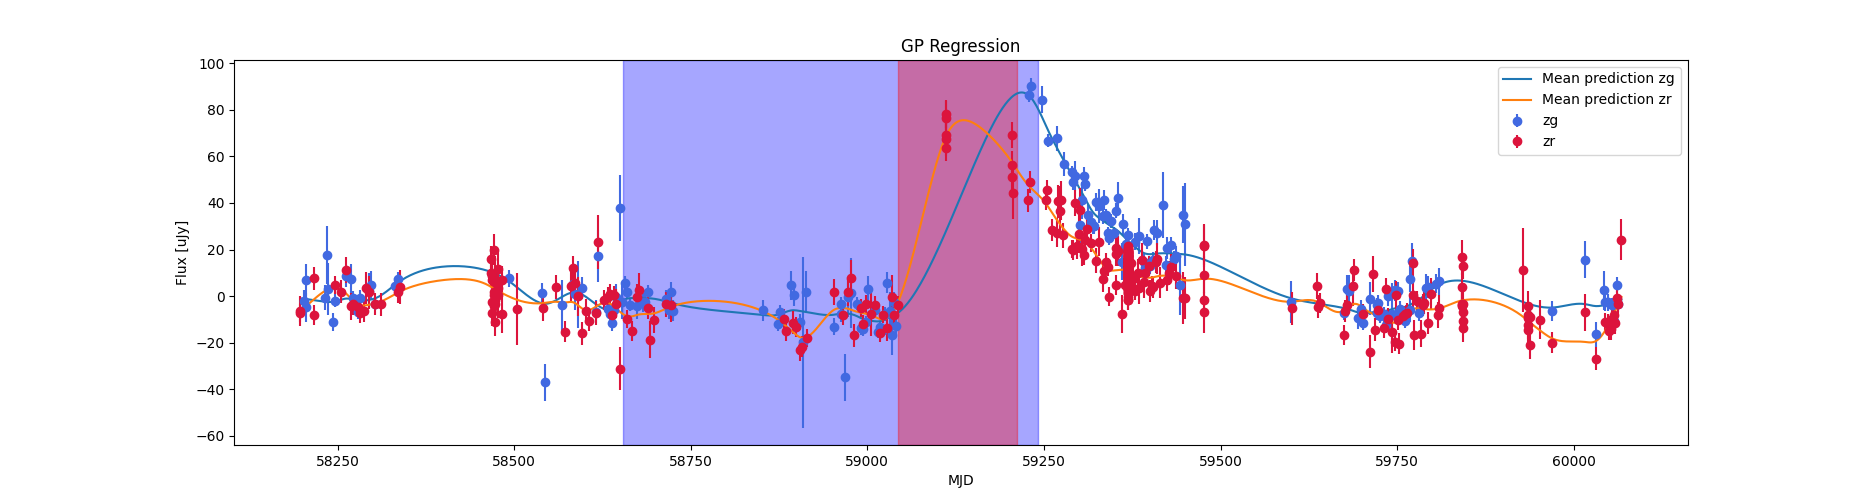 GP Regression
100
80
60
40
20
0
−20
−40
−60
Flux [uJy]
58250
58500
58750
59000
59250
59500
59750
60000
MJD
Mean prediction zg
Mean prediction zr
zg
zr